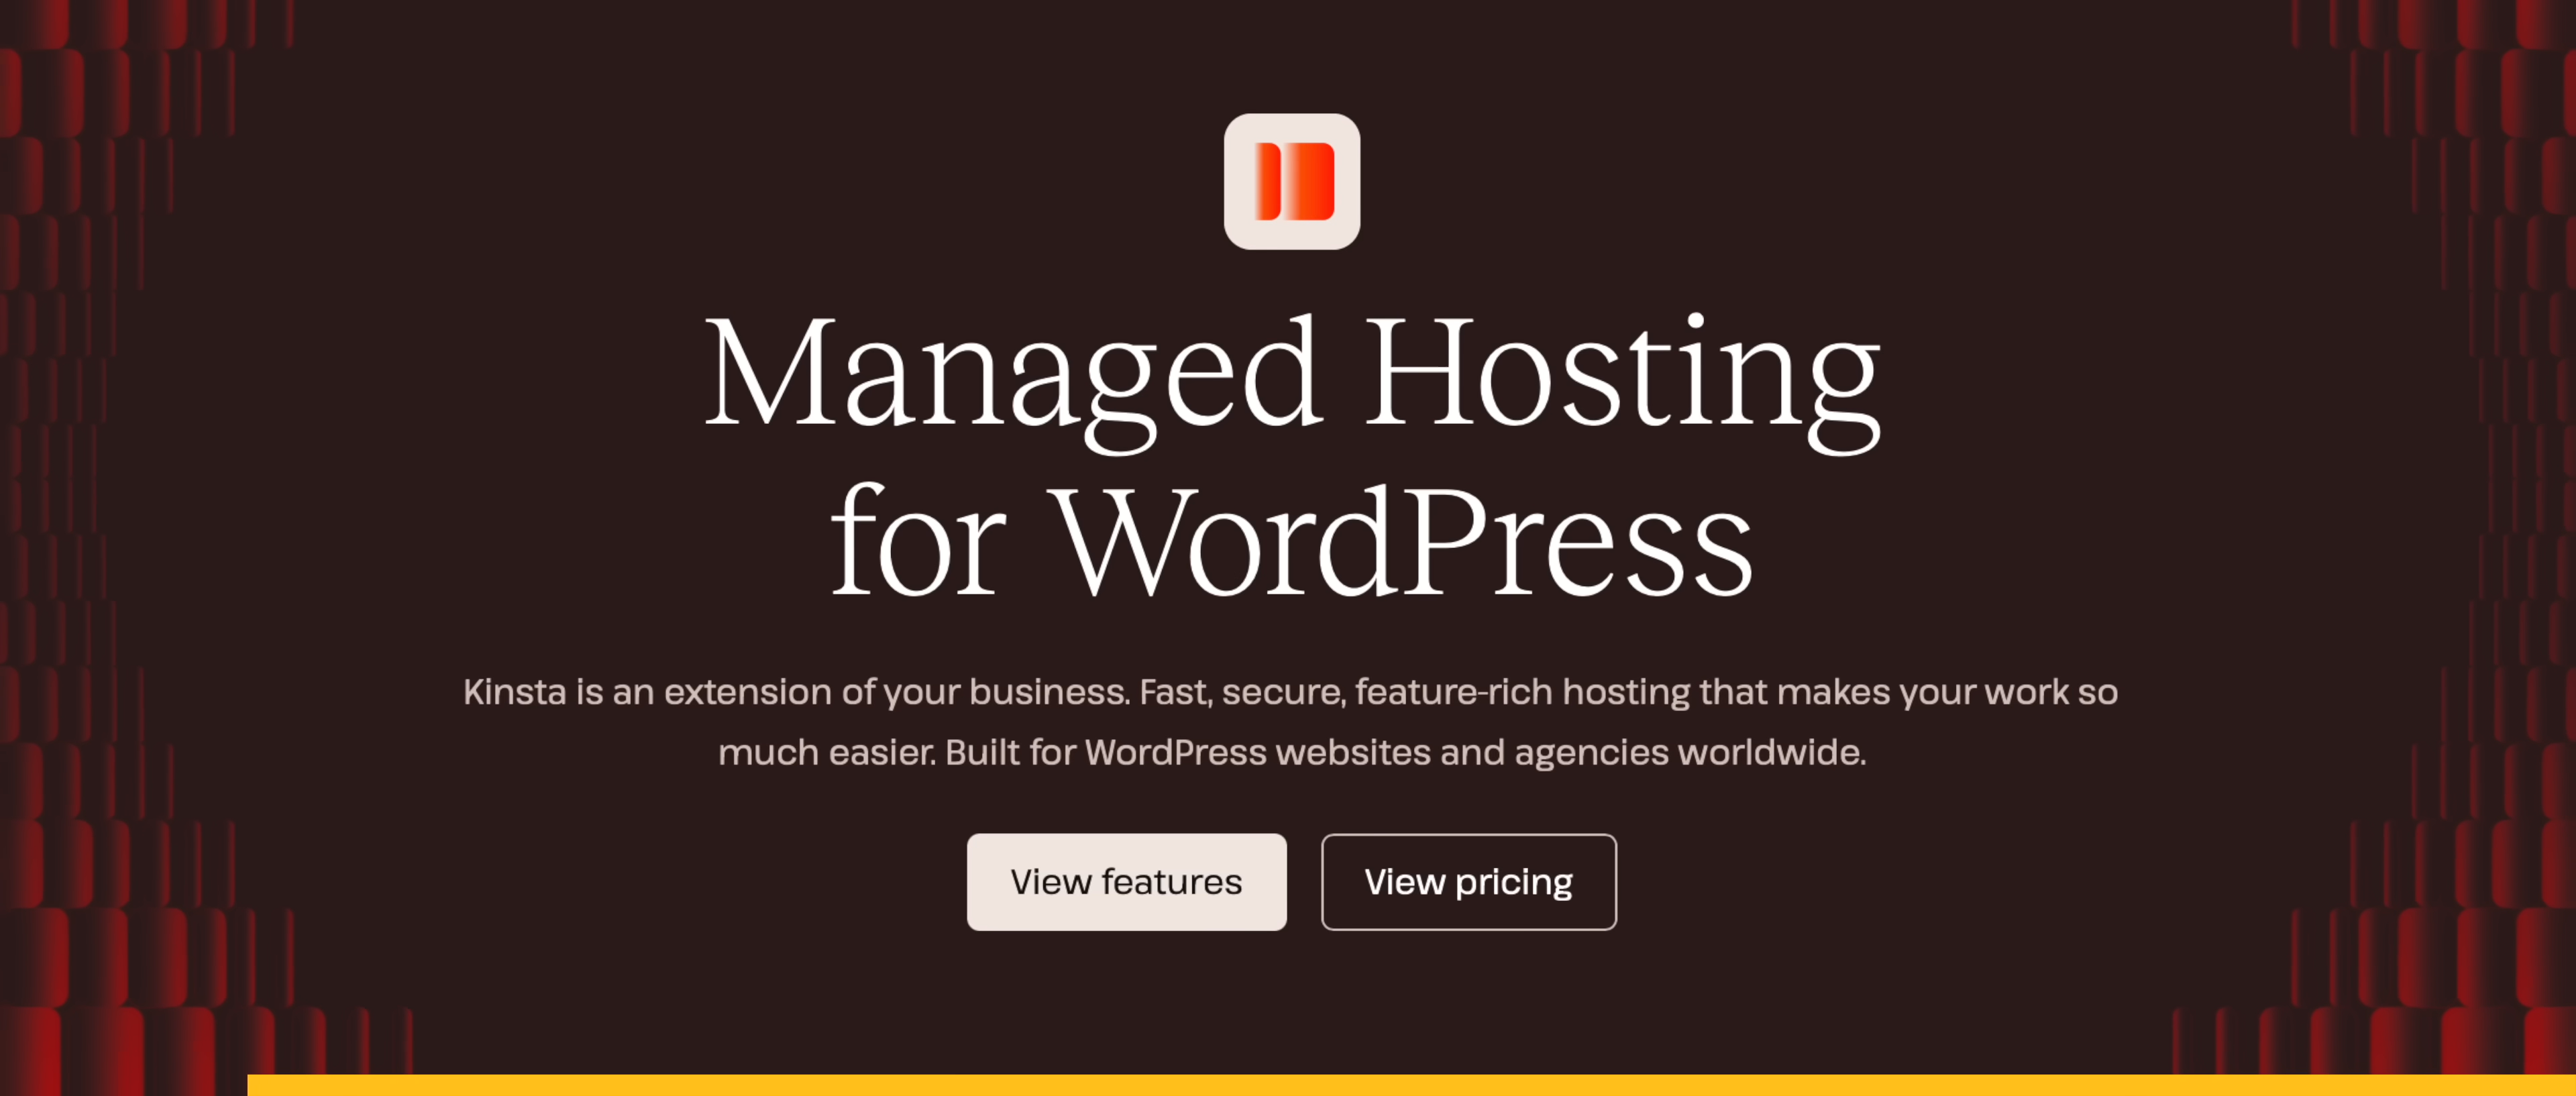 Managed Hosting
for WordPress
Kinsta is an extension of your business. Fast, secure, feature-rich hosting that makes your work so
much easier. Built for WordPress websites and agencies worldwide.
View features
View pricing